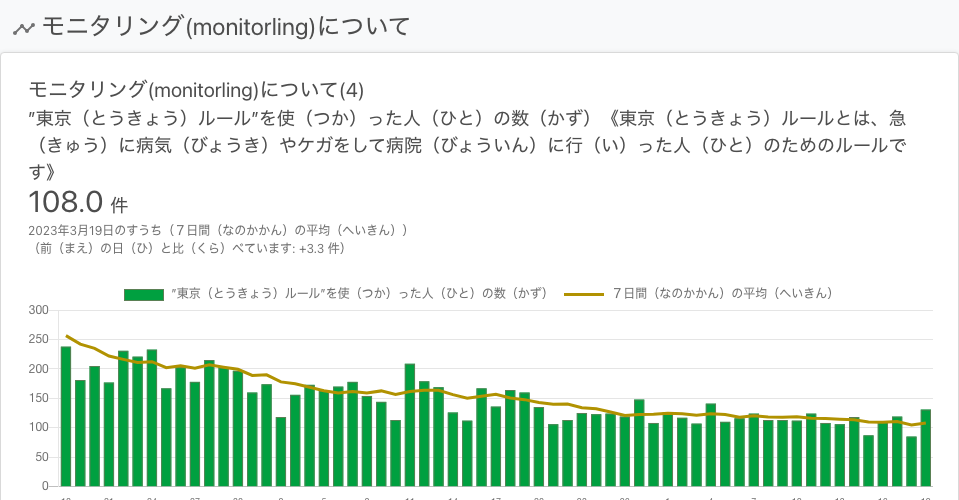 モニタリング(monitorling)について
モニタリング(monitorling)について(4)
”東京（とうきょう）ルール”を使（つか）った人（ひと）の数（かず）《東京（とうきょう）ルールとは、急
（きゅう）に病気（びょうき）やケガをして病院（びょういん）に行（い）った人（ひと）のためのルールで
す》
108.0 件
2023年3月19日のすうち（７日間（なのかかん）の平均（へいきん））
（前（まえ）の日（ひ）と比（くら）べています: +3.3 件）
”東京（とうきょう）ルール”を使（つか）った人（ひと）の数（かず） ７日間（なのかかん）の平均（へいきん）
300
250
200
150
100
50
0